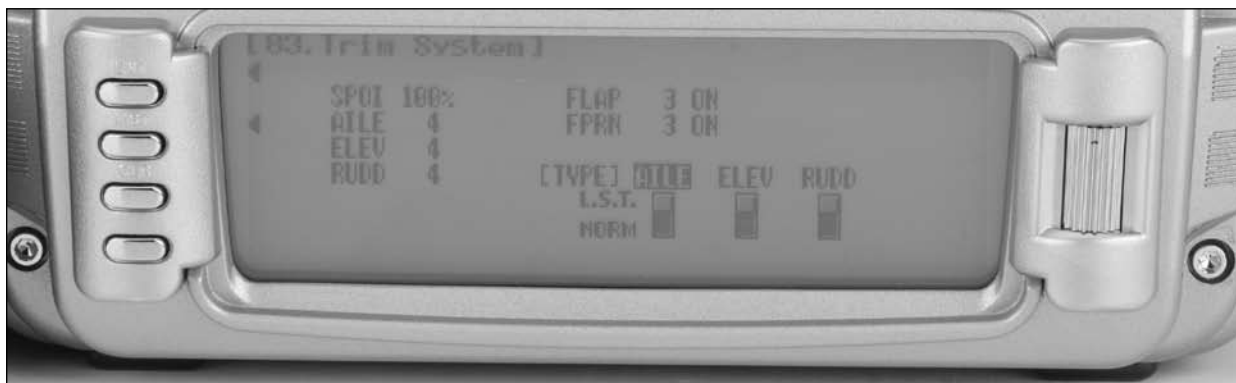 [83.Trim System]
SPOI 100% FLAP 3 ON
AILE 4 FPRN 3 ON
ELEV 4
RUDD 4 [TYPE] AILE ELEV RUDD
L.S.T.
NORM